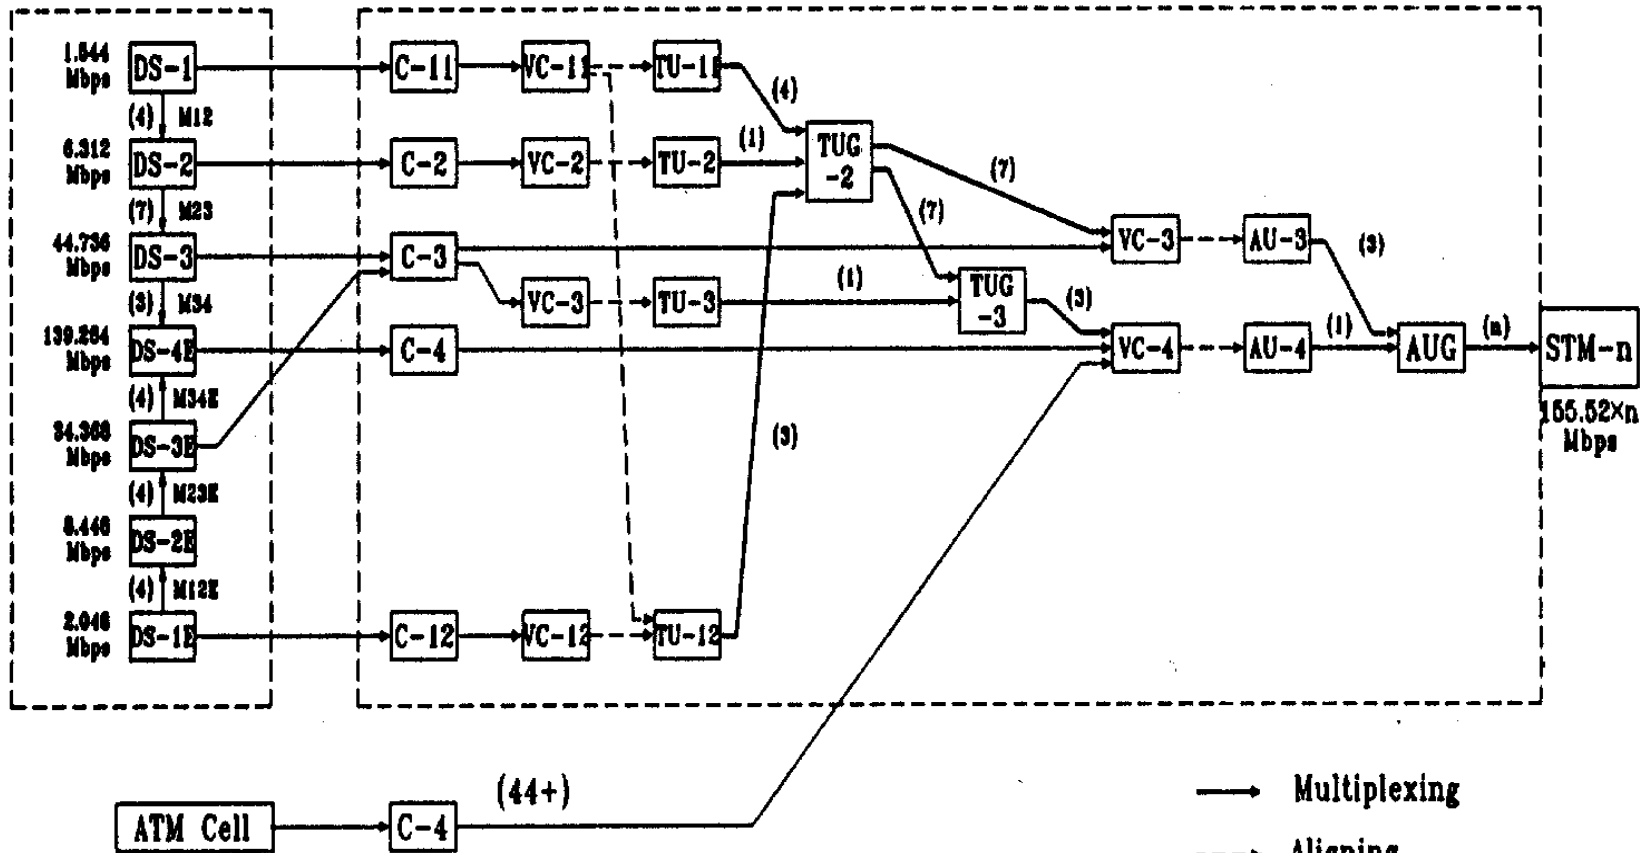 1.544
Mbps
DS-1
C-11
VC-11
TU-11
(4)
(4)
M12
6.312
Mbps
DS-2
C-2
VC-2
TU-2
(1)
TUG
-2
(7)
(7)
(7)
M23
44.736
Mbps
DS-3
C-3
VC-3
AU-3
(3)
VC-3
TU-3
(1)
TUG
-3
(3)
(3)
M34
139.264
Mbps
DS-4E
C-4
VC-4
AU-4
(1)
AUG
(n)
STM-n
155.52×n
Mbps
(4)
M34E
34.368
Mbps
DS-3E
(3)
(4)
M23E
8.448
Mbps
DS-2E
(4)
M12E
2.048
Mbps
DS-1E
C-12
VC-12
TU-12
(44+)
ATM Cell
C-4
Multiplexing
Aligning